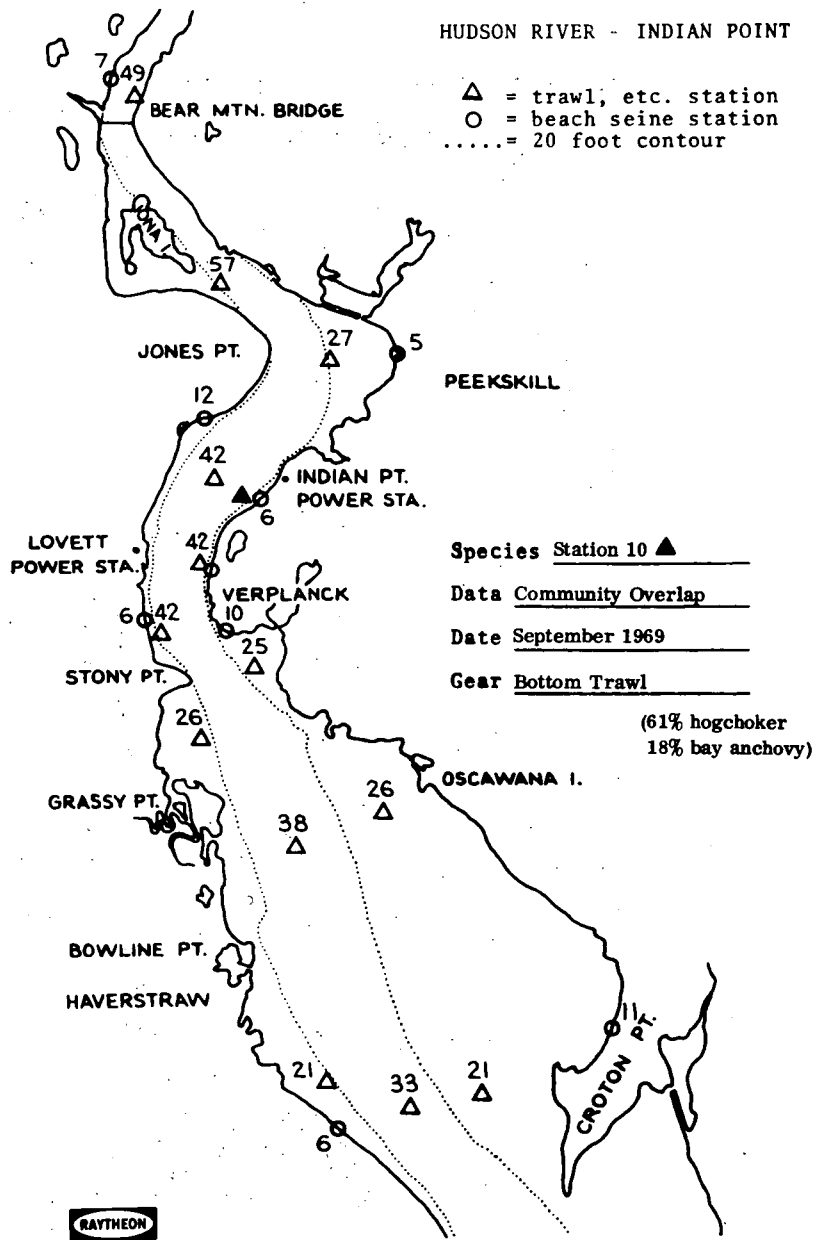 HUDSON RIVER - INDIAN POINT
△ = trawl, etc. station
○ = beach seine station
.....= 20 foot contour
7
49
BEAR MTN. BRIDGE
IONA I.
57
27
5
JONES PT.
PEEKSKILL
12
42
INDIAN PT.
POWER STA.
6
LOVETT
POWER STA.
42
VERPLANCK
6
42
10
25
STONY PT.
Species Station 10 ▲
Data Community Overlap
Date September 1969
Gear Bottom Trawl
(61% hogchoker
18% bay anchovy)
26
OSCAWANA I.
GRASSY PT.
26
38
BOWLINE PT.
HAVERSTRAW
11
CROTON PT.
21
33
21
6
RAYTHEON